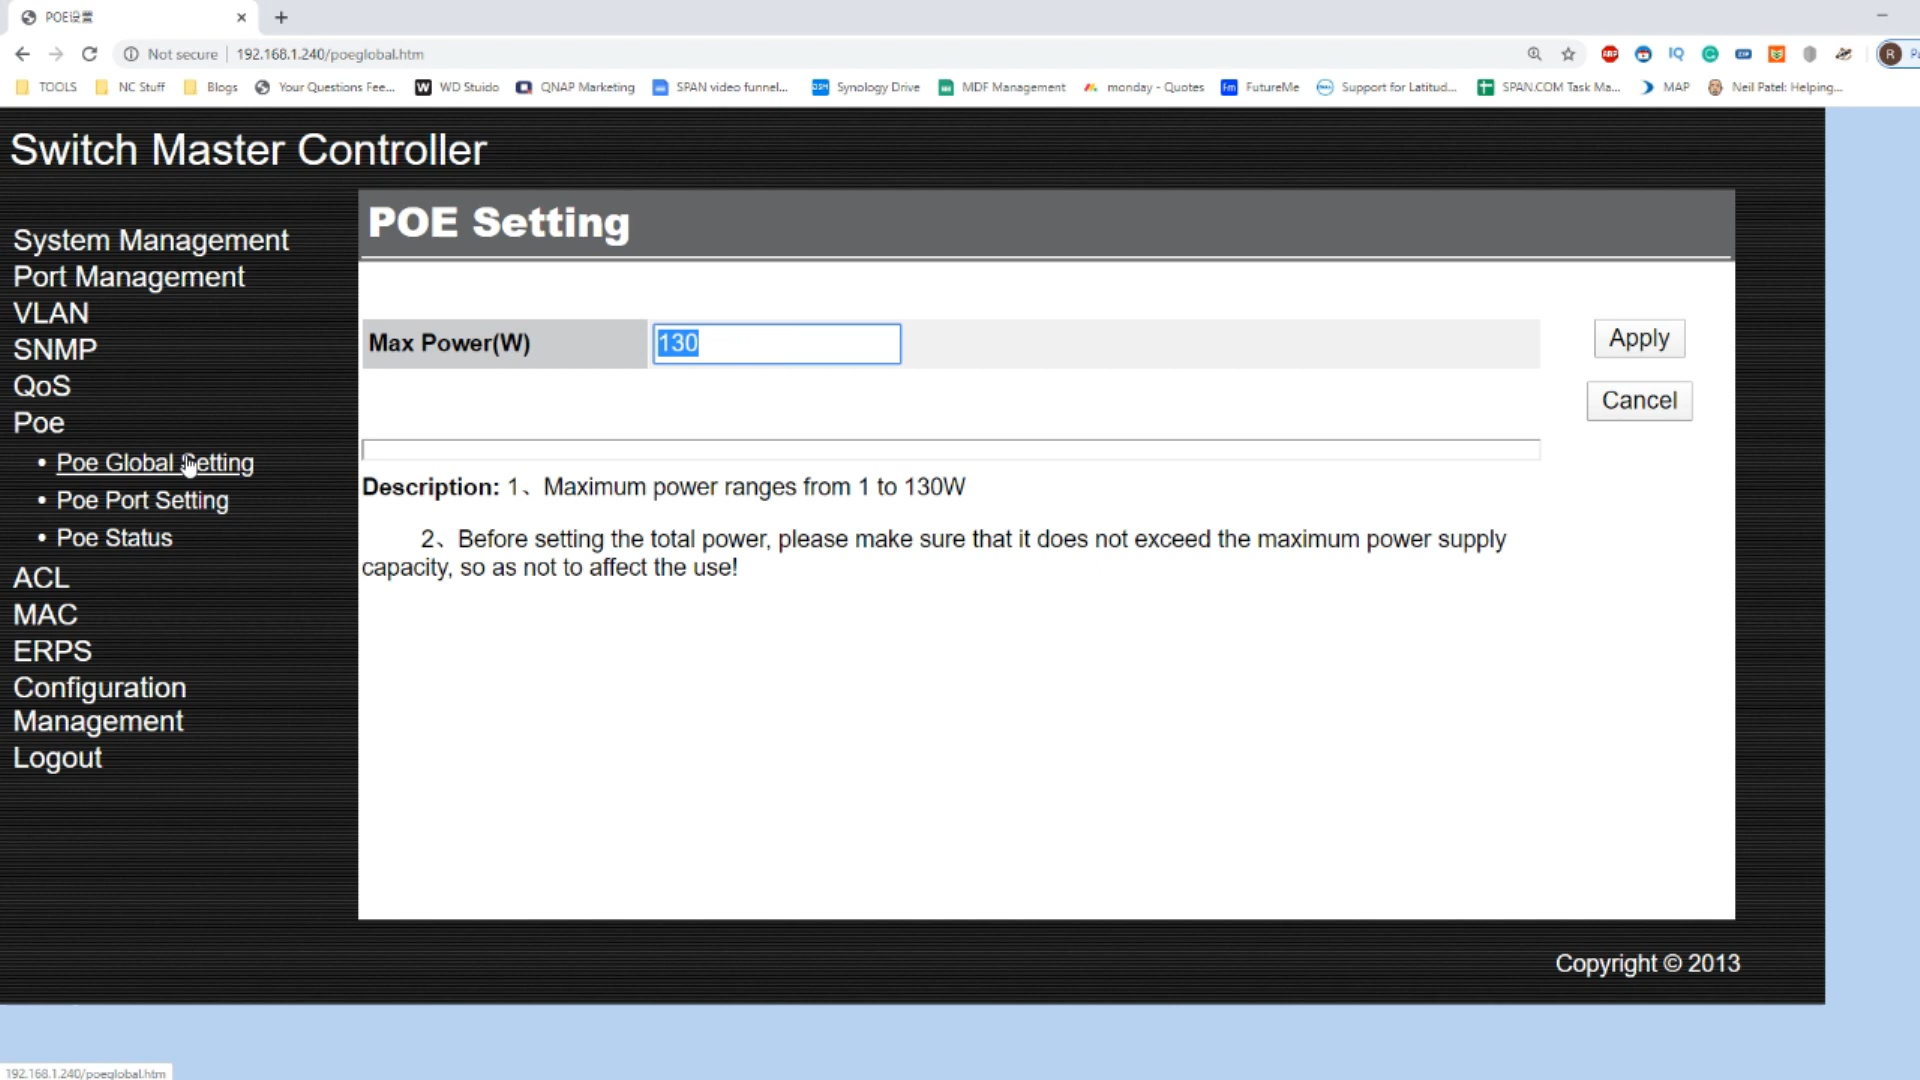 POE设置
Not secure
192.168.1.240/poeglobal.htm
TOOLS
NC Stuff
Blogs
Your Questions Fee...
WD Stuido
QNAP Marketing
SPAN video funnel...
Synology Drive
MDF Management
monday - Quotes
FutureMe
Support for Latitud...
SPAN.COM Task Ma...
MAP
Neil Patel: Helping...
Switch Master Controller
System Management
Port Management
VLAN
SNMP
QoS
Poe
• Poe Global Setting
• Poe Port Setting
• Poe Status
ACL
MAC
ERPS
Configuration
Management
Logout
POE Setting
Max Power(W)
130
Apply
Cancel
Description: 1、Maximum power ranges from 1 to 130W
2、Before setting the total power, please make sure that it does not exceed the maximum power supply
capacity, so as not to affect the use!
Copyright © 2013
192.168.1.240/poeglobal.htm